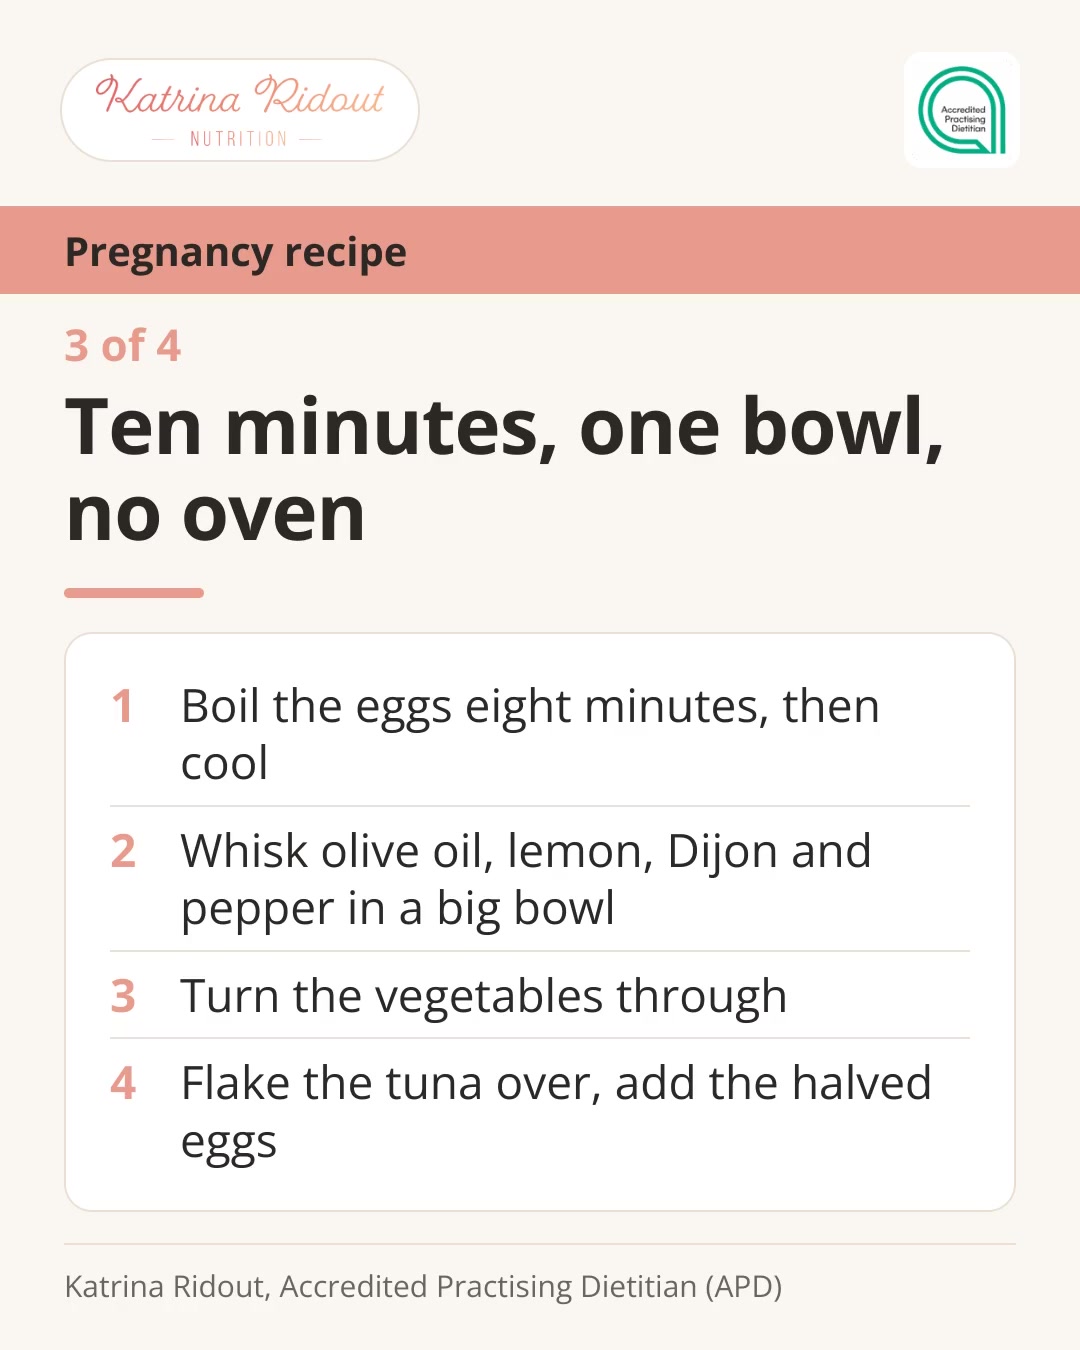 Katrina Ridout
NUTRITION
Accredited
Practising
Dietitian
Pregnancy recipe
3 of 4
Ten minutes, one bowl,
no oven
1 Boil the eggs eight minutes, then
cool
2 Whisk olive oil, lemon, Dijon and
pepper in a big bowl
3 Turn the vegetables through
4 Flake the tuna over, add the halved
eggs
Katrina Ridout, Accredited Practising Dietitian (APD)